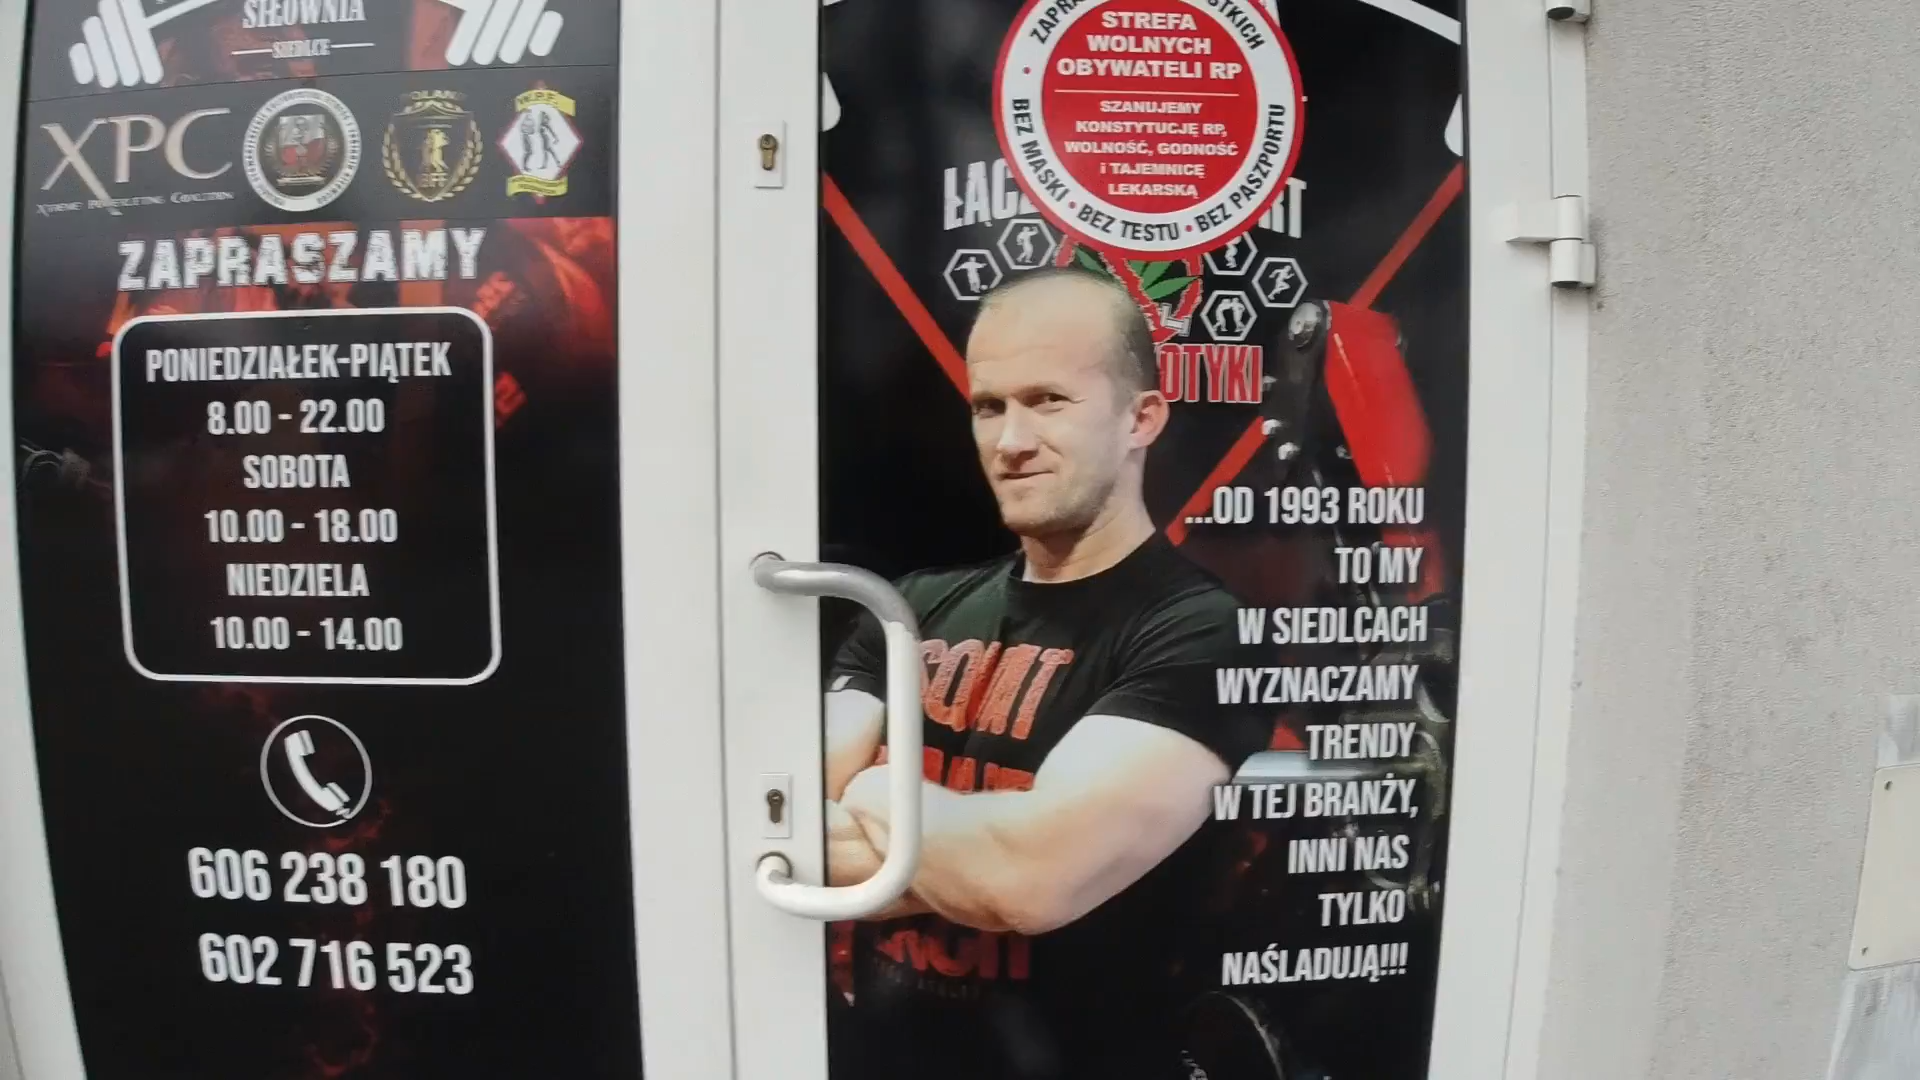 SIŁOWNIA
SIEDLCE
XPC
XTREME POWERLIFTING COALITION
W.P.F.
ZAPRASZAMY
PONIEDZIAŁEK-PIĄTEK
8.00 - 22.00
SOBOTA
10.00 - 18.00
NIEDZIELA
10.00 - 14.00
606 238 180
602 716 523
STREFA
WOLNYCH
OBYWATELI RP
SZANUJEMY
KONSTYTUCJĘ RP,
WOLNOŚĆ, GODNOŚĆ
i TAJEMNICĘ
LEKARSKĄ
BEZ MASKI • BEZ TESTU • BEZ PASZPORTU
...OD 1993 ROKU
TO MY
W SIEDLCACH
WYZNACZAMY
TRENDY
W TEJ BRANŻY,
INNI NAS
TYLKO
NAŚLADUJĄ!!!